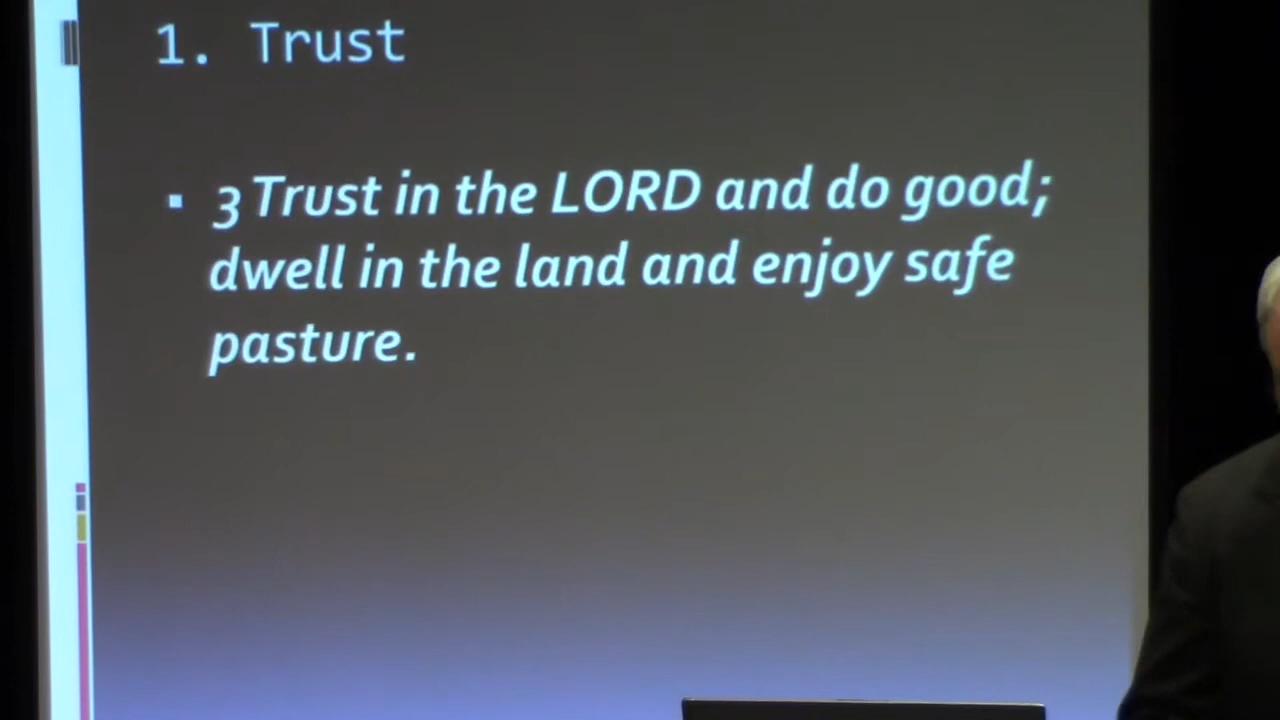 1. Trust
▪ 3 Trust in the LORD and do good;
dwell in the land and enjoy safe
pasture.